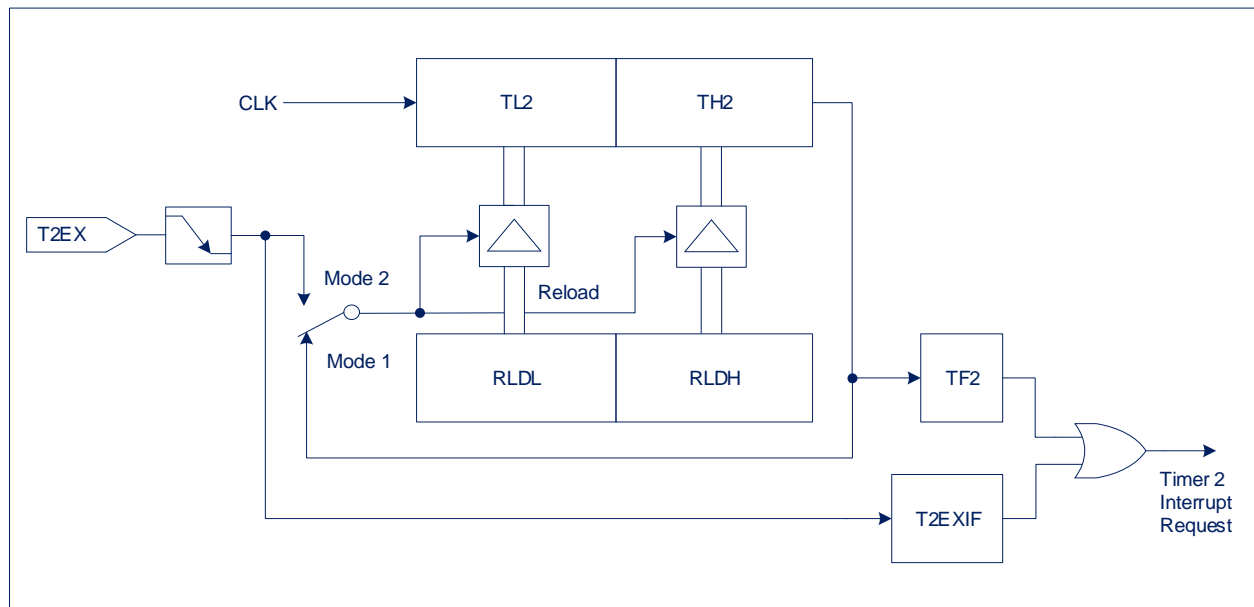 TL2
TH2
CLK
T2EX
Mode 2
Reload
Mode 1
RLDL
RLDH
TF2
T2EXIF
Timer 2
Interrupt
Request